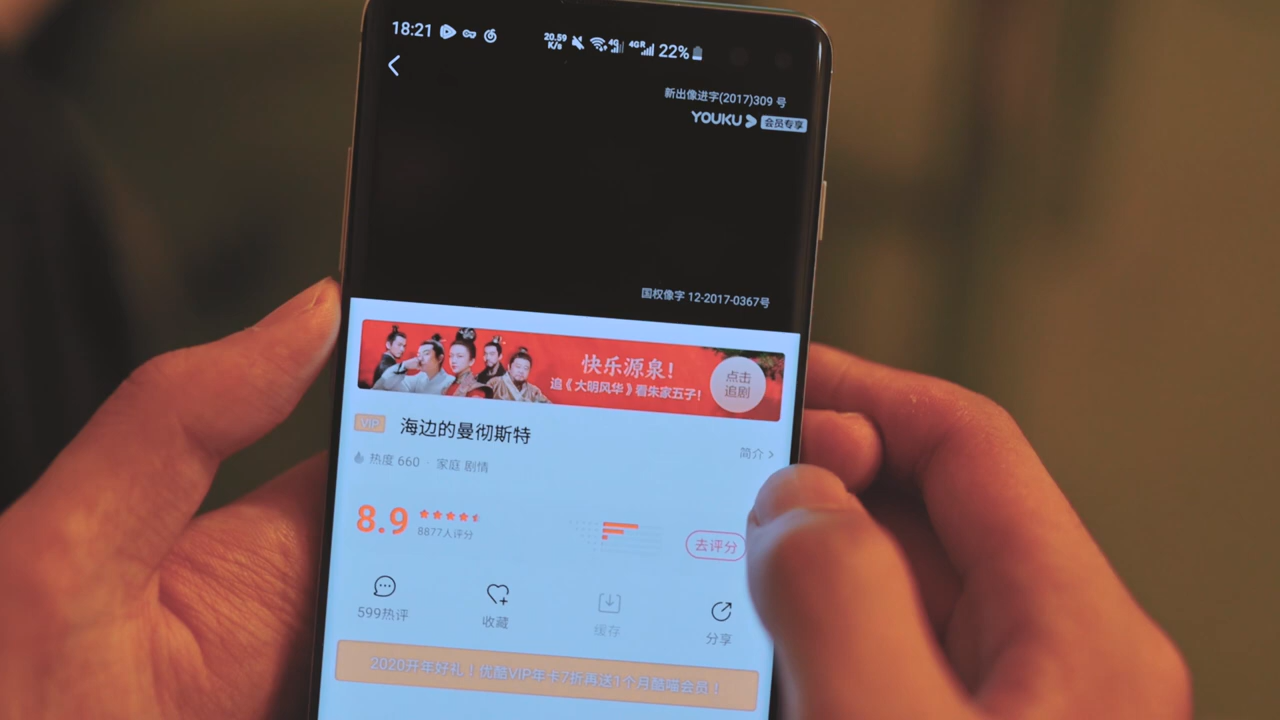 18:21
20.59
K/s
4G
4GR
22%
新出像进字(2017)309 号
YOUKU 会员专享
国权像字 12-2017-0367号
快乐源泉!
追《大明风华》看朱家五子!
点击
追剧
VIP 海边的曼彻斯特
简介
热度 660 · 家庭 剧情
8.9
8877人评分
去评分
599热评
收藏
缓存
分享
2020开年好礼!优酷VIP年卡7折再送1个月酷喵会员!